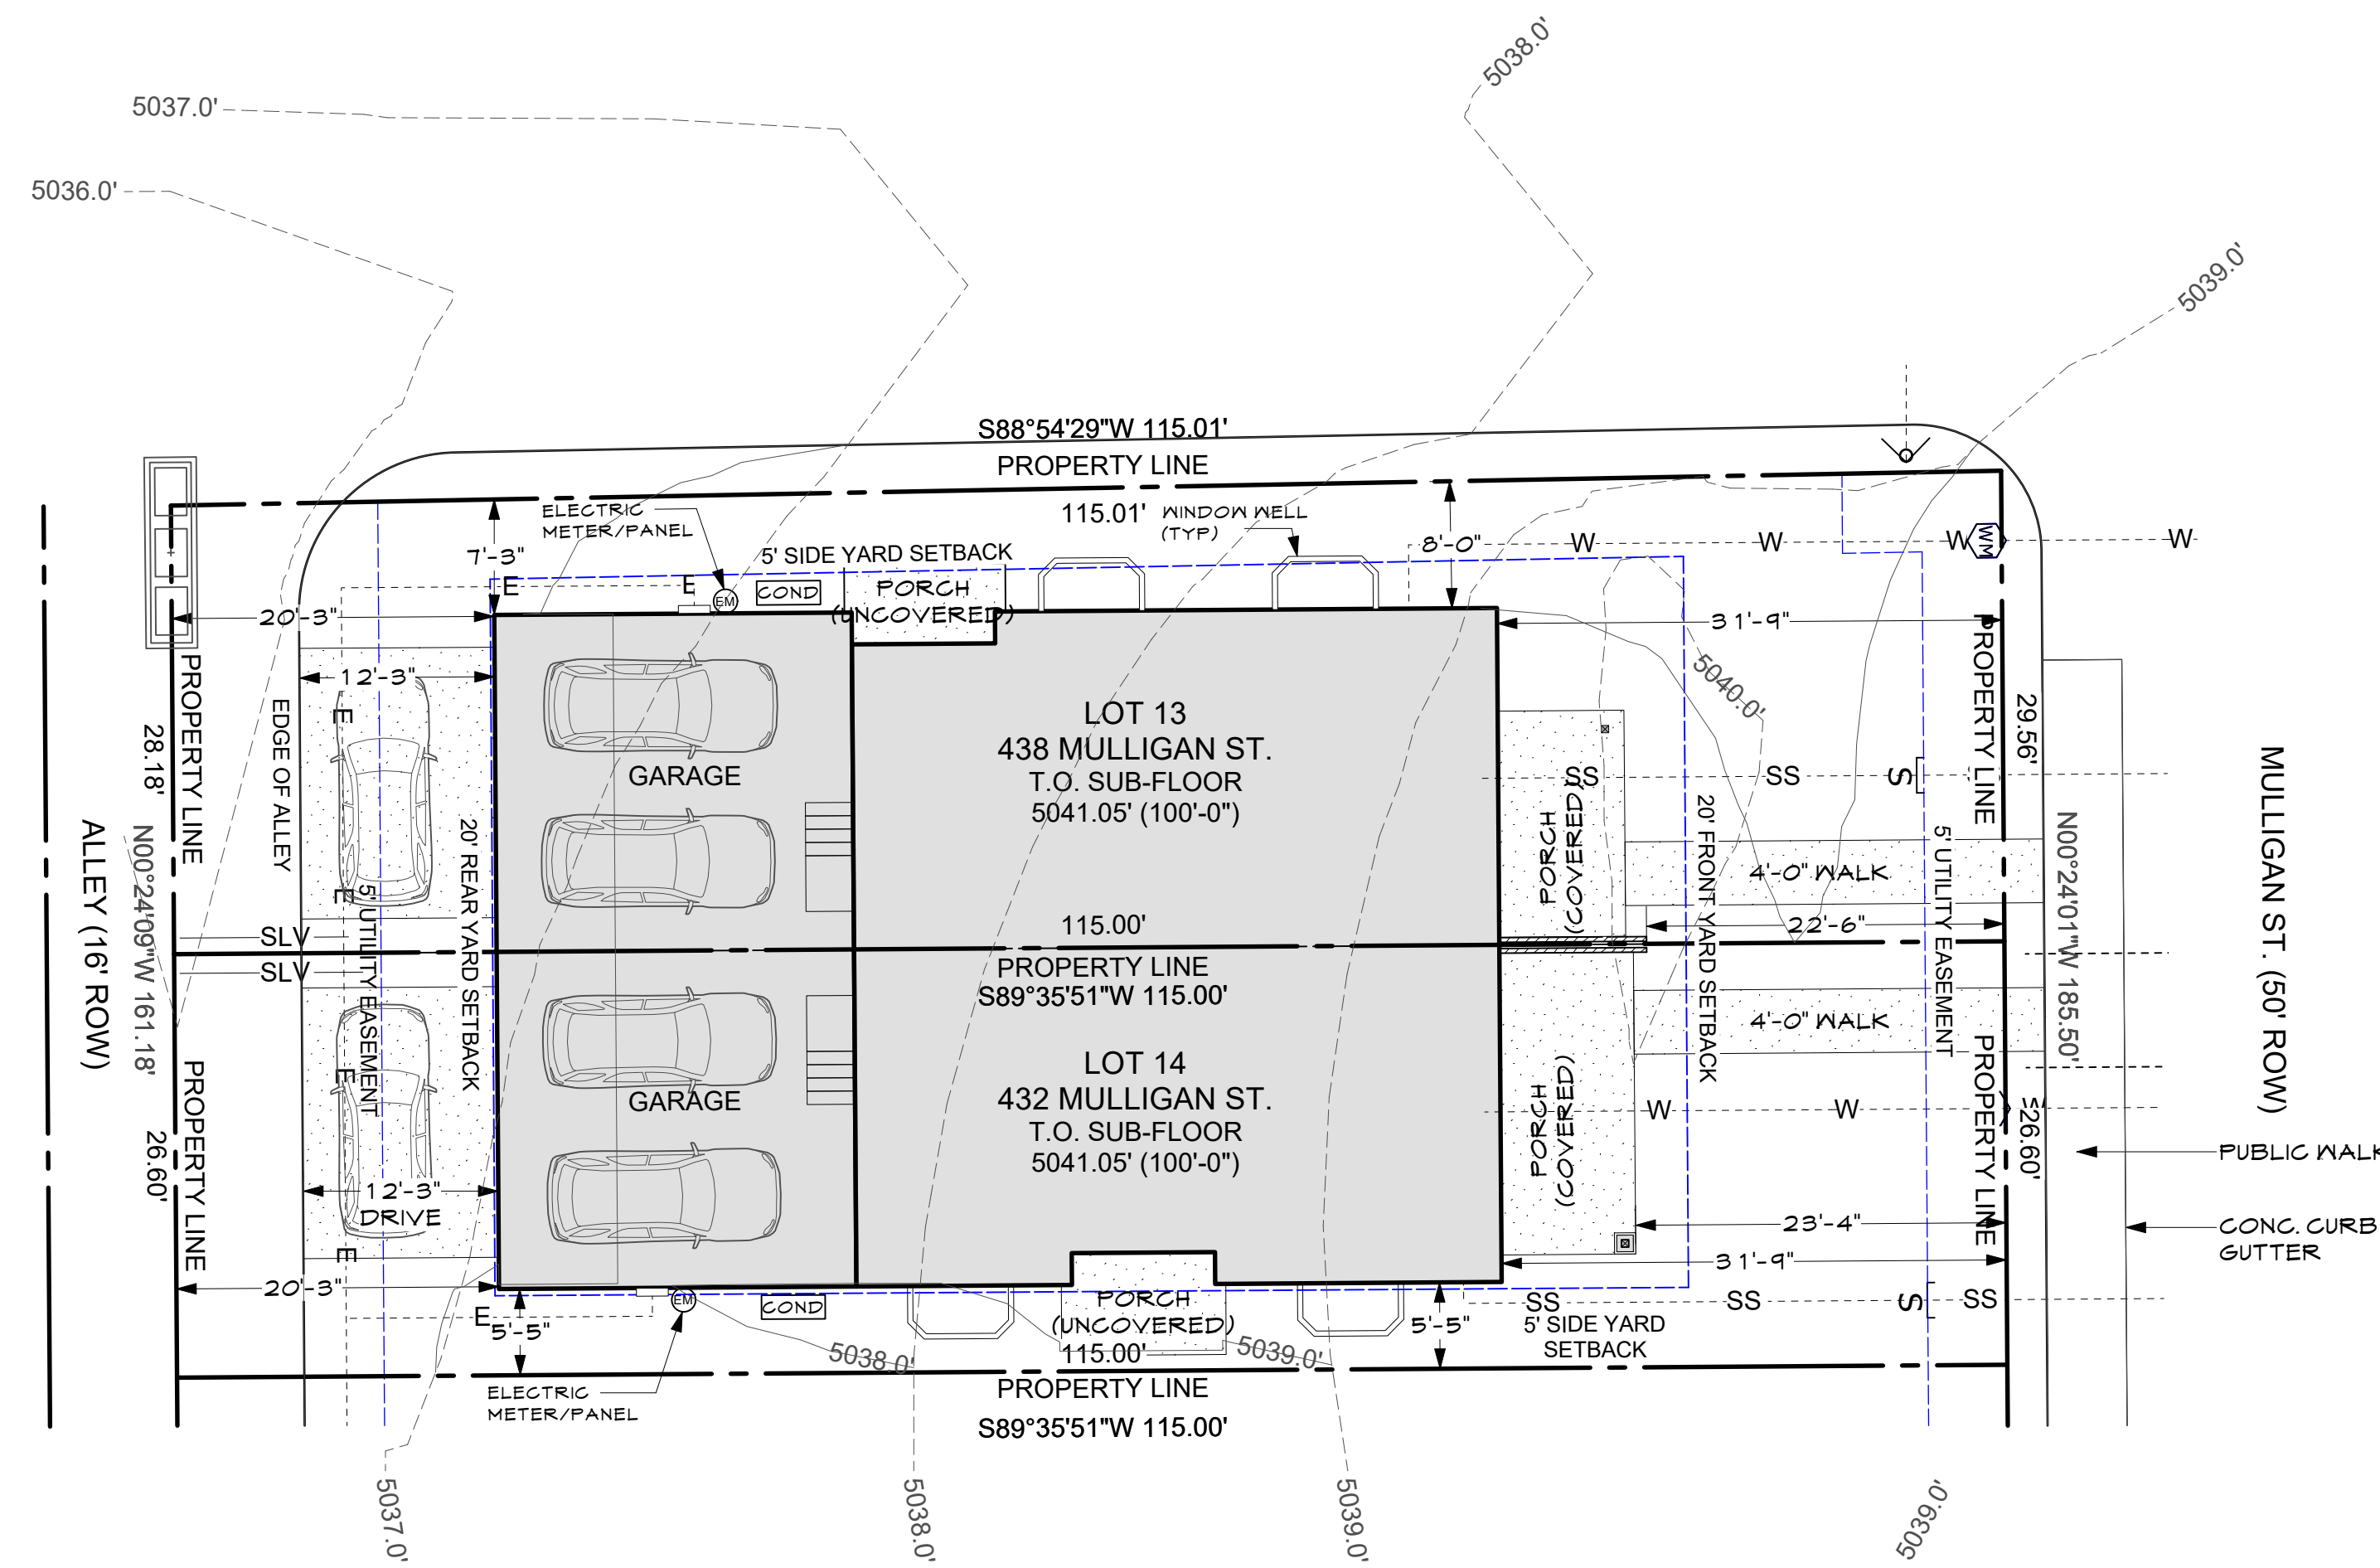 5038.0'
5037.0'
5036.0'
5039.0'
S88°54'29"W 115.01'
PROPERTY LINE
115.01'
ELECTRIC
METER/PANEL
WINDOW WELL
(TYP)
7'-3"
8'-0"
5' SIDE YARD SETBACK
W
W
W
WM
W
E
E
EM
COND
PORCH
(UNCOVERED)
20'-3"
31'-9"
12'-3"
PROPERTY LINE
28.18'
EDGE OF ALLEY
E
E
5040.0'
PROPERTY LINE
29.56'
LOT 13
438 MULLIGAN ST.
T.O. SUB-FLOOR
5041.05' (100'-0")
GARAGE
PORCH
(COVERED)
SS
SS
S
4'-0" WALK
22'-6"
ALLEY (16' ROW)
N00°24'09"W 161.18'
20' REAR YARD SETBACK
5' UTILITY EASEMENT
SLV
SLV
115.00'
PROPERTY LINE
S89°35'51"W 115.00'
20' FRONT YARD SETBACK
5' UTILITY EASEMENT
N00°24'01"W 185.50'
MULLIGAN ST. (50' ROW)
4'-0" WALK
LOT 14
432 MULLIGAN ST.
T.O. SUB-FLOOR
5041.05' (100'-0")
GARAGE
PORCH
(COVERED)
W
W
PROPERTY LINE
26.60'
PROPERTY LINE
26.60'
E
E
12'-3"
DRIVE
20'-3"
23'-4"
31'-9"
PUBLIC WALK
CONC. CURB
GUTTER
E
EM
COND
5'-5"
PORCH
(UNCOVERED)
115.00'
5'-5"
SS
SS
S
SS
5' SIDE YARD
SETBACK
5038.0'
5039.0'
ELECTRIC
METER/PANEL
PROPERTY LINE
S89°35'51"W 115.00'
5037.0'
5038.0'
5039.0'
5039.0'